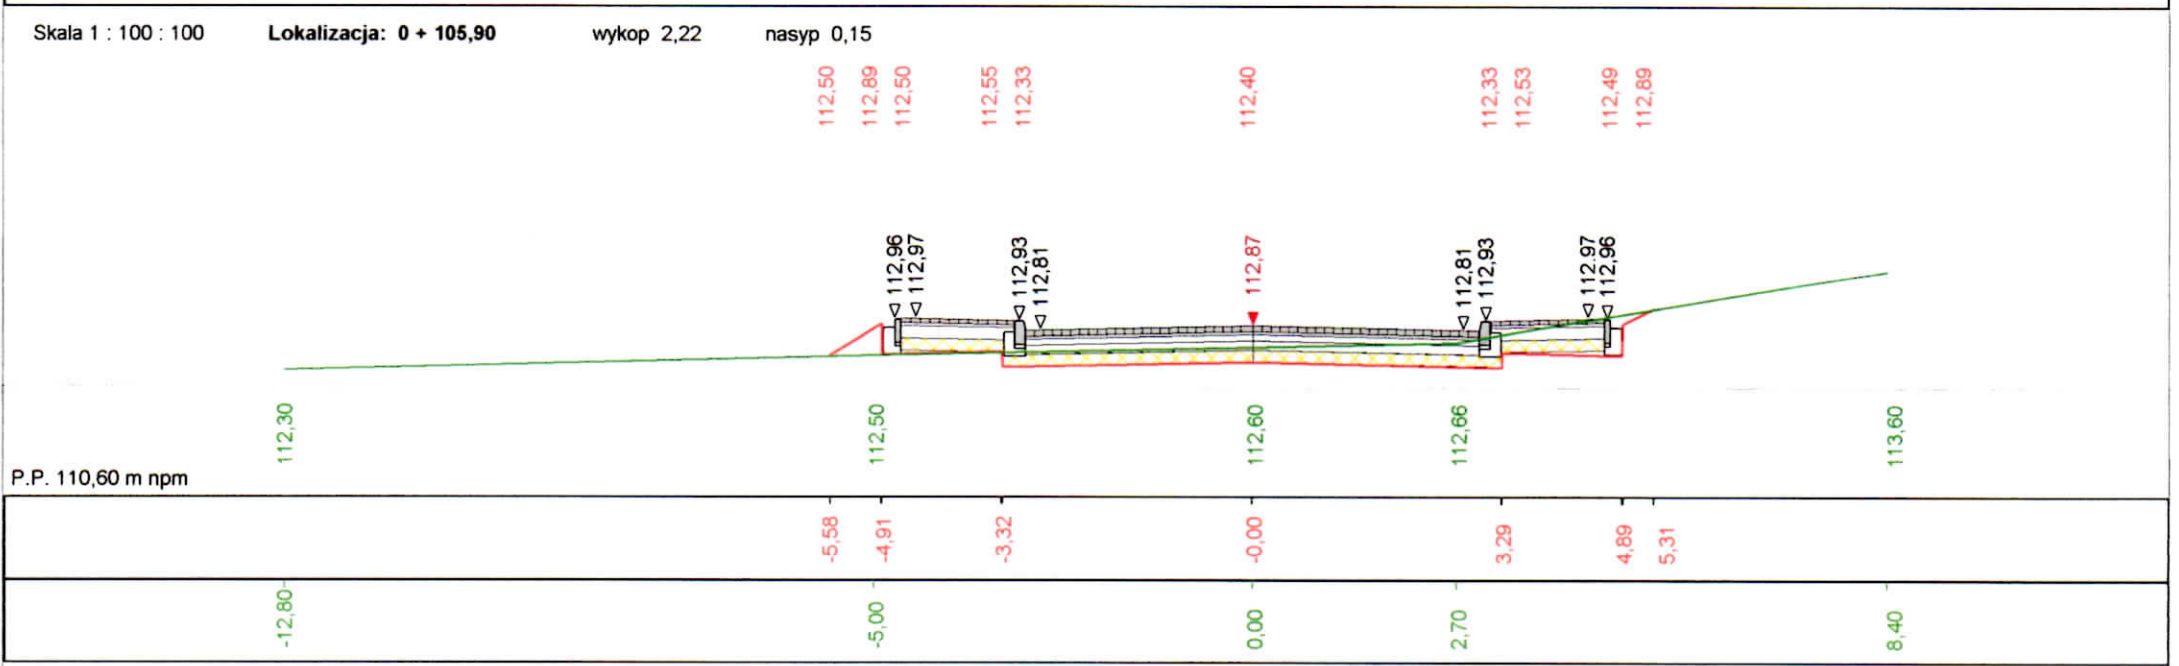 Skala 1 : 100 : 100 Lokalizacja: 0 + 105,90 wykop 2,22 nasyp 0,15
112,50 112,89 112,50 112,55 112,33 112,40 112,33 112,53 112,49 112,89
112,96 112,97 112,93 112,81 112,87 112,81 112,93 112,97 112,96
112,30 112,50 112,60 112,66 113,60
P.P. 110,60 m npm
-5,58 -4,91 -3,32 -0,00 3,29 4,89 5,31
-12,80 -5,00 0,00 2,70 8,40